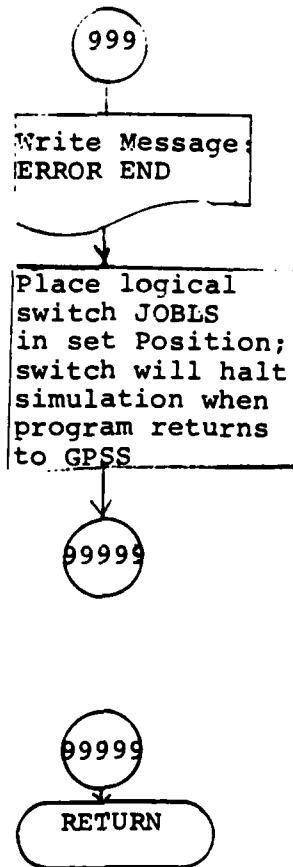 999
Write Message:
ERROR END
Place logical
switch JOBLS
in set Position;
switch will halt
simulation when
program returns
to GPSS
99999
99999
RETURN